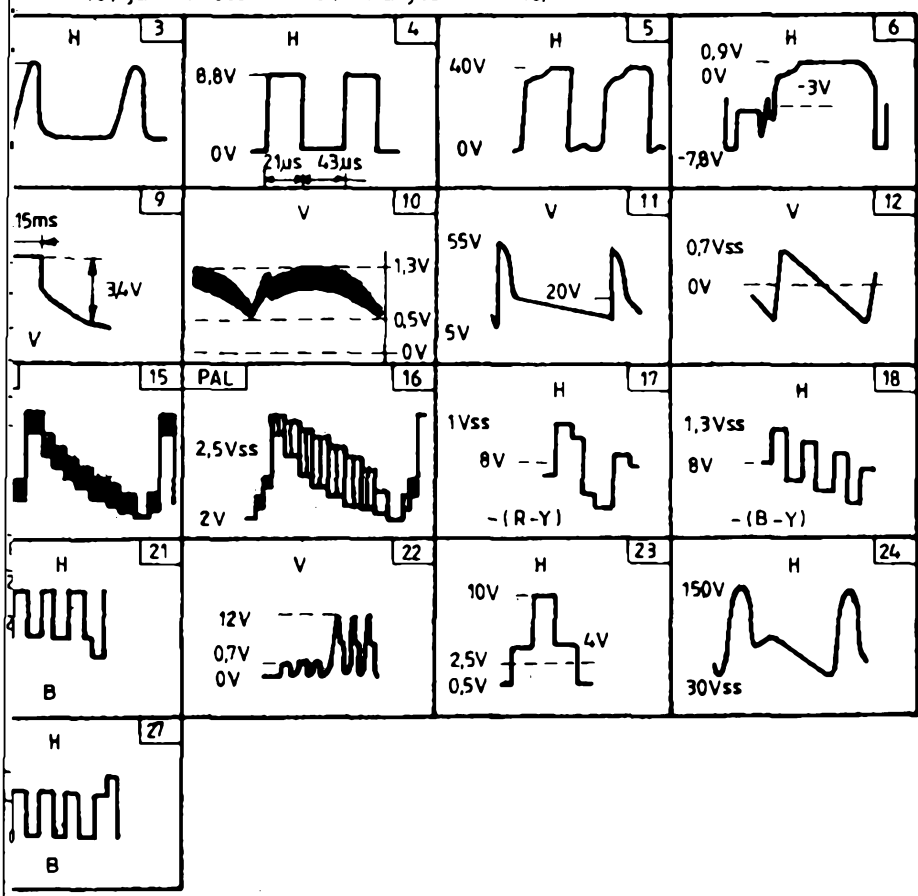 H 3
H 4
8,8V
0V
21µs 43µs
H 5
40V
0V
H 6
0,9V
0V
-3V
-7,8V
9
15ms
3,4V
V
V 10
1,3V
0,5V
0V
V 11
55V
20V
5V
V 12
0,7Vss
0V
15
PAL 16
2,5Vss
2V
H 17
1Vss
8V
-(R-Y)
H 18
1,3Vss
8V
-(B-Y)
H 21
B
V 22
12V
0,7V
0V
H 23
10V
4V
2,5V
0,5V
H 24
150V
30Vss
H 27
B